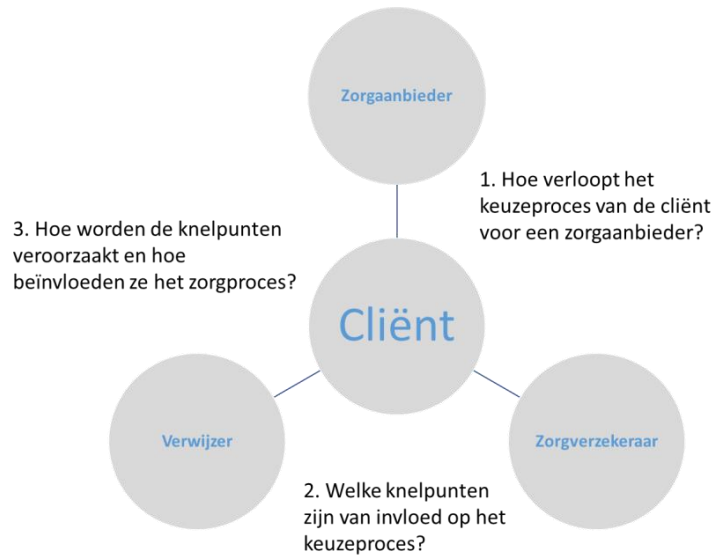 Zorgaanbieder
1. Hoe verloopt het
keuzeproces van de cliënt
voor een zorgaanbieder?
3. Hoe worden de knelpunten
veroorzaakt en hoe
beïnvloeden ze het zorgproces?
Cliënt
Verwijzer
Zorgverzekeraar
2. Welke knelpunten
zijn van invloed op het
keuzeproces?